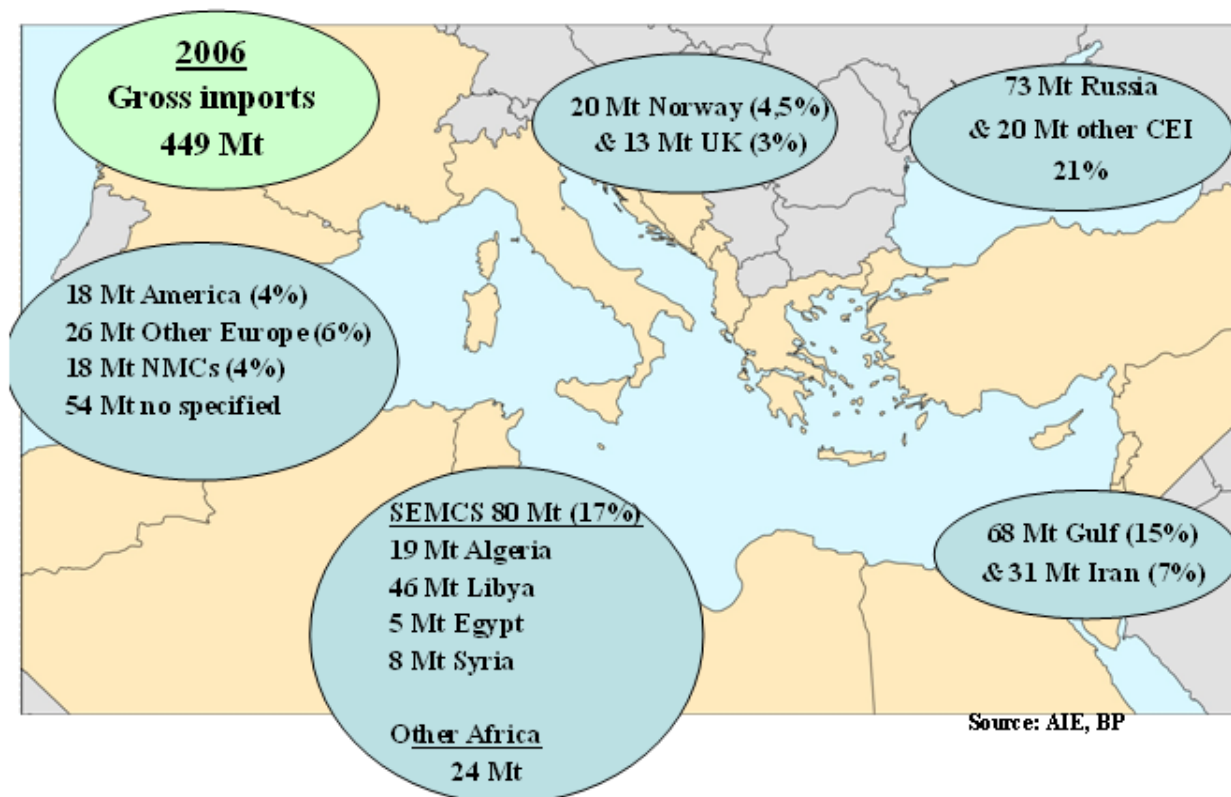 2006
Gross imports
449 Mt
20 Mt Norway (4,5%)
& 13 Mt UK (3%)
73 Mt Russia
& 20 Mt other CEI
21%
18 Mt America (4%)
26 Mt Other Europe (6%)
18 Mt NMCs (4%)
54 Mt no specified
SEMCS 80 Mt (17%)
19 Mt Algeria
46 Mt Libya
5 Mt Egypt
8 Mt Syria
Other Africa
24 Mt
68 Mt Gulf (15%)
& 31 Mt Iran (7%)
Source: AIE, BP